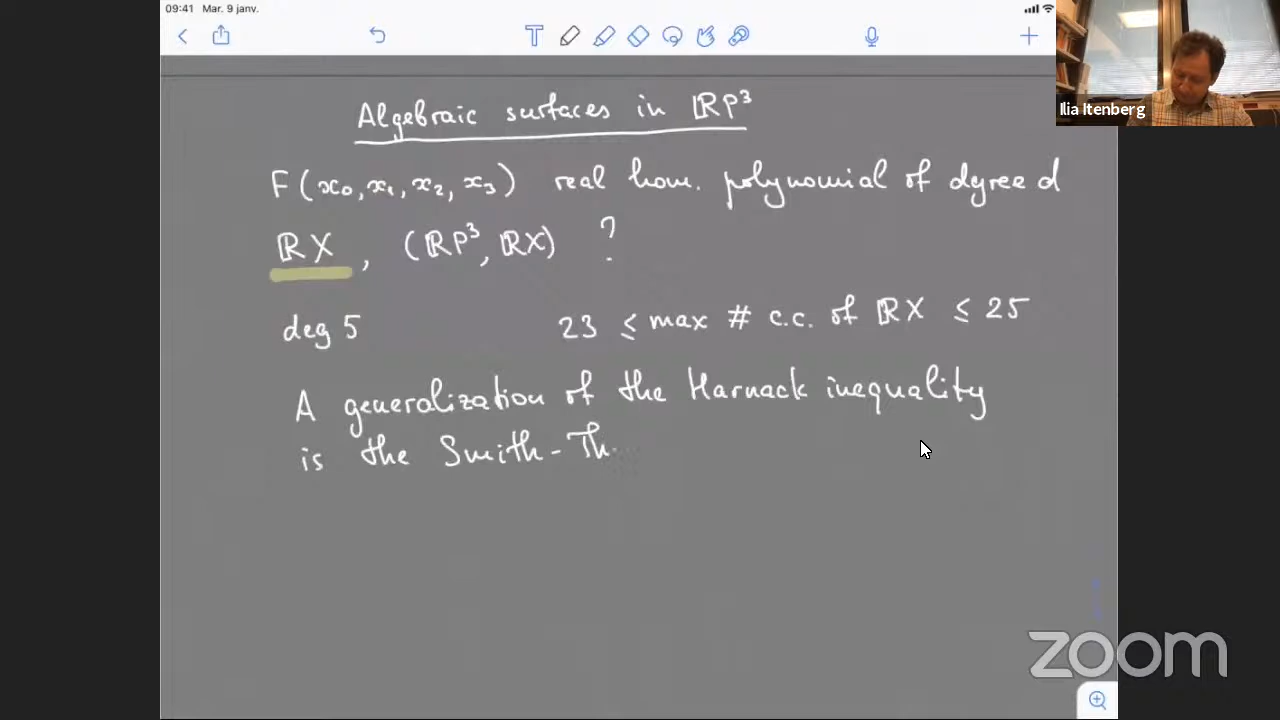 09:41 Mar. 9 janv.
Ilia Itenberg
Algebraic surfaces in ℝP³
F(x₀, x₁, x₂, x₃) real hom. polynomial of dgree d
ℝX, (ℝP³, ℝX) ?
deg 5 23 ≤ max # c.c. of ℝX ≤ 25
A generalization of the Harnack inequality
is the Smith-Th
zoom